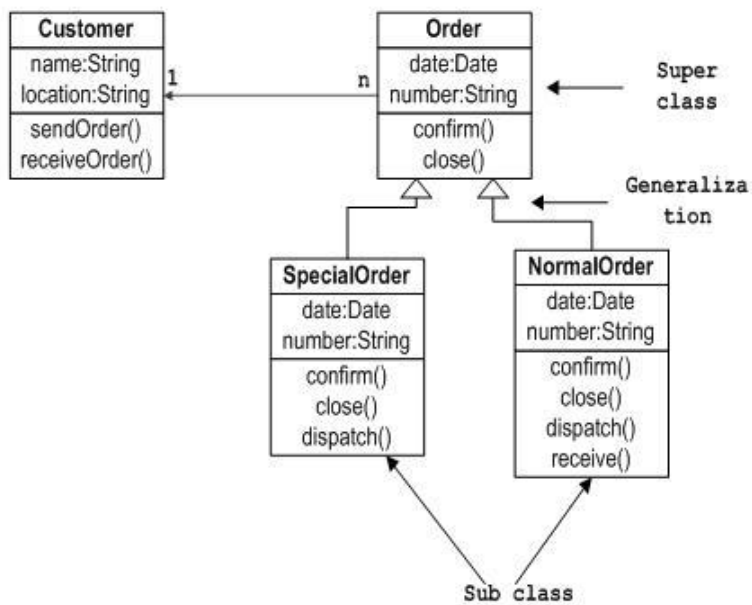 Customer
name:String
location:String
sendOrder()
receiveOrder()
1
n
Order
date:Date
number:String
confirm()
close()
Super
class
Generaliza
tion
SpecialOrder
date:Date
number:String
confirm()
close()
dispatch()
NormalOrder
date:Date
number:String
confirm()
close()
dispatch()
receive()
Sub class